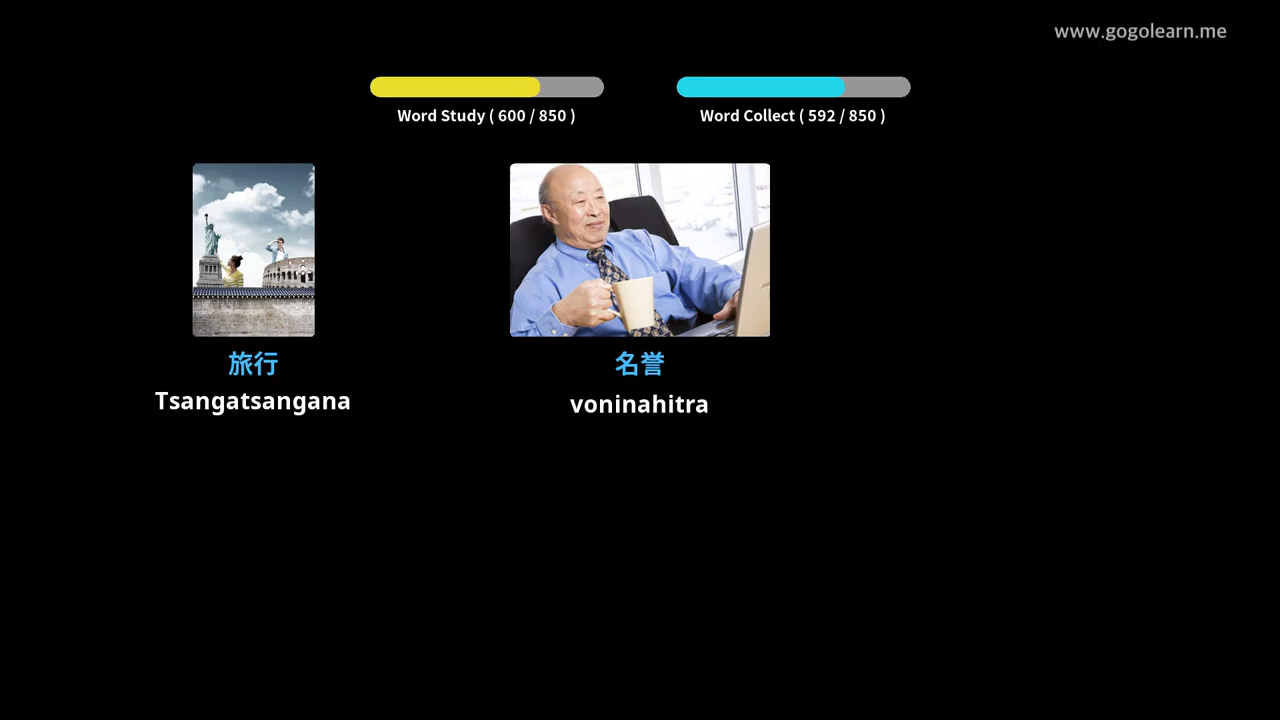 www.gogolearn.me
Word Study ( 600 / 850 )
Word Collect ( 592 / 850 )
旅行
名誉
Tsangatsangana
voninahitra